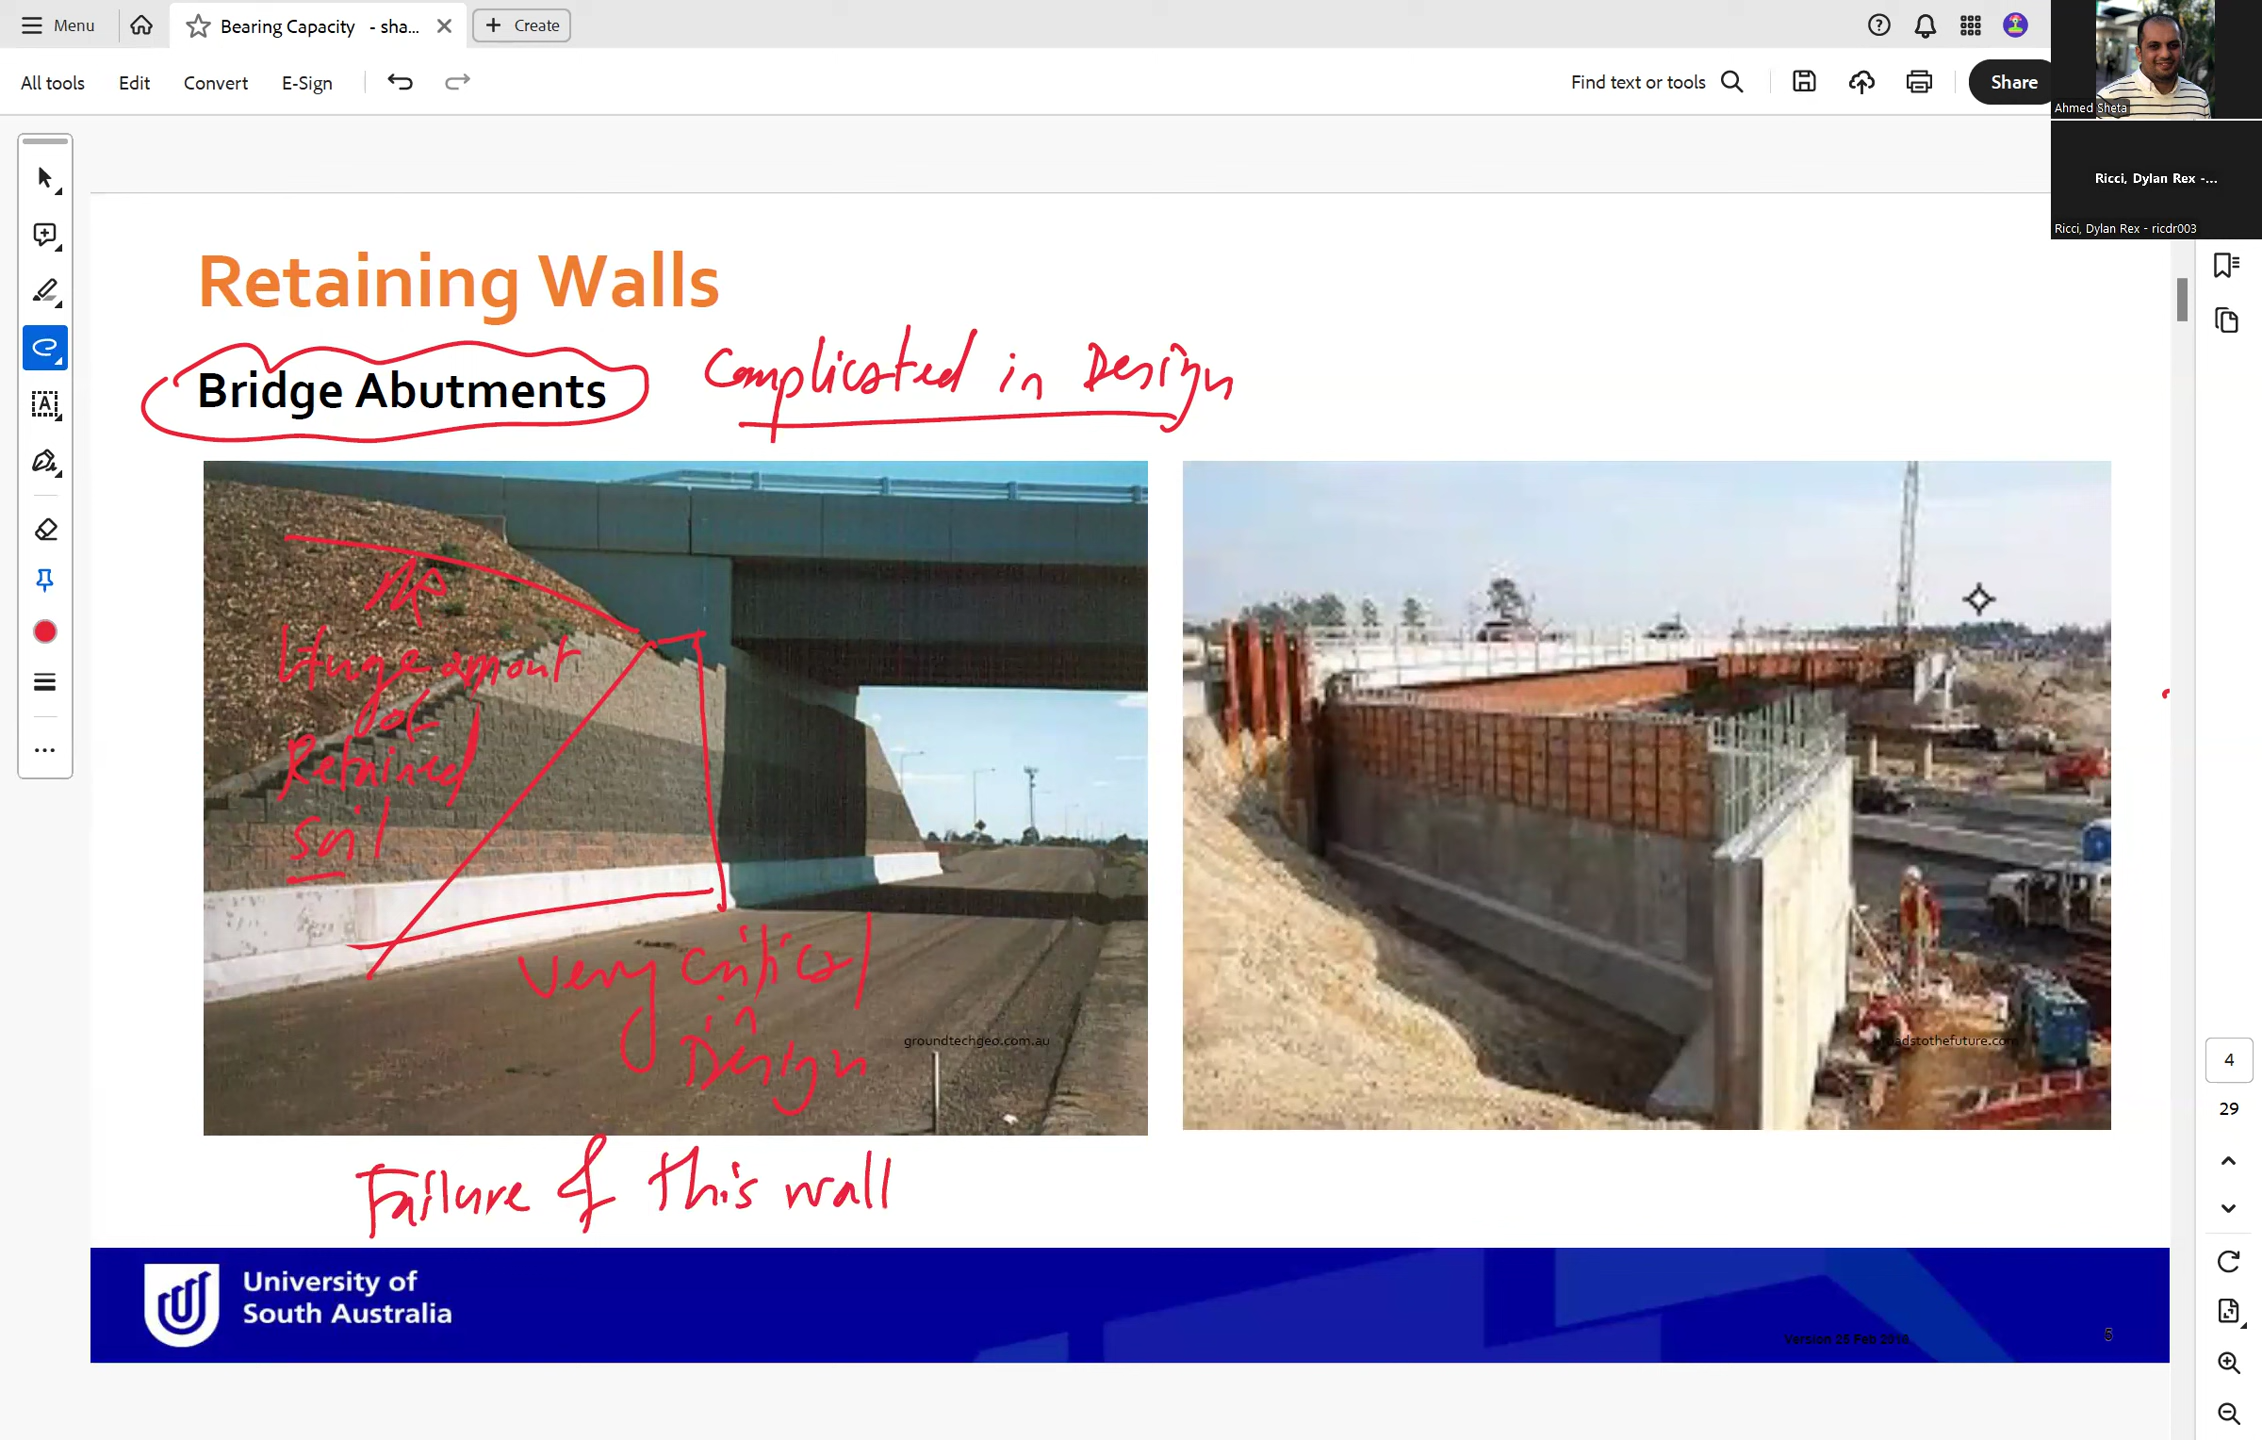 Menu
Bearing Capacity - sha...
Create
All tools
Edit
Convert
E-Sign
Find text or tools
Share
Ahmed Sheta
Ricci, Dylan Rex -...
Ricci, Dylan Rex - ricdr003
Retaining Walls
Bridge Abutments
Complicated in Design
Huge amount
of
Retained
soil
Very critical
in
Design
groundtechgeo.com.au
adstothefuture.com
Failure of this wall
4
29
University of
South Australia
Version 25 Feb 2010
5